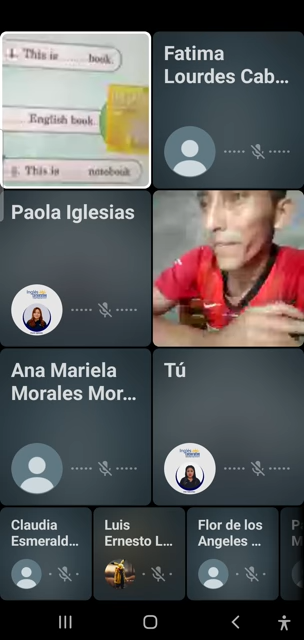 4. This is ...... book.
English book
5. This is ...... notebook
Fatima
Lourdes Cab...
Paola Iglesias
Ana Mariela
Morales Mor...
Tú
Claudia
Esmerald...
Luis
Ernesto L...
Flor de los
Angeles ...